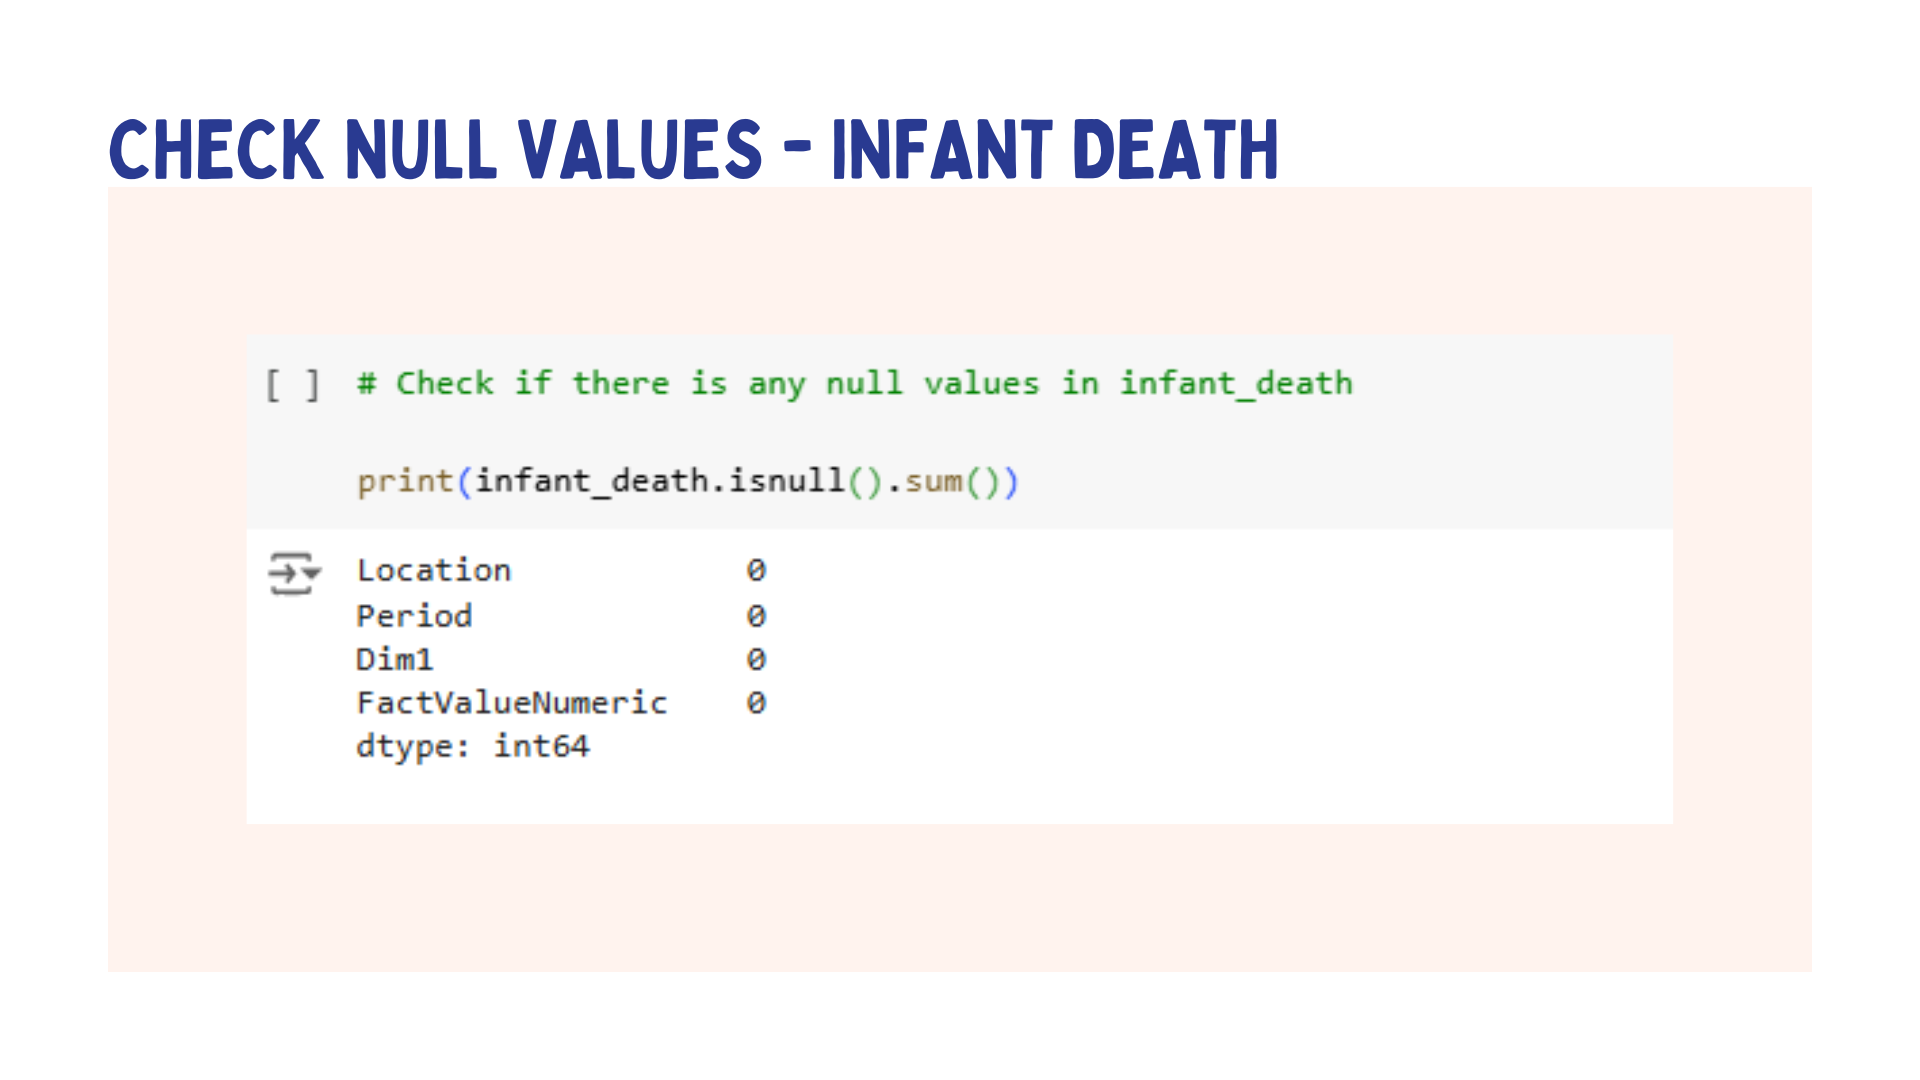 CHECK NULL VALUES - INFANT DEATH
[ ] # Check if there is any null values in infant_death
print(infant_death.isnull().sum())
Location 0
Period 0
Dim1 0
FactValueNumeric 0
dtype: int64